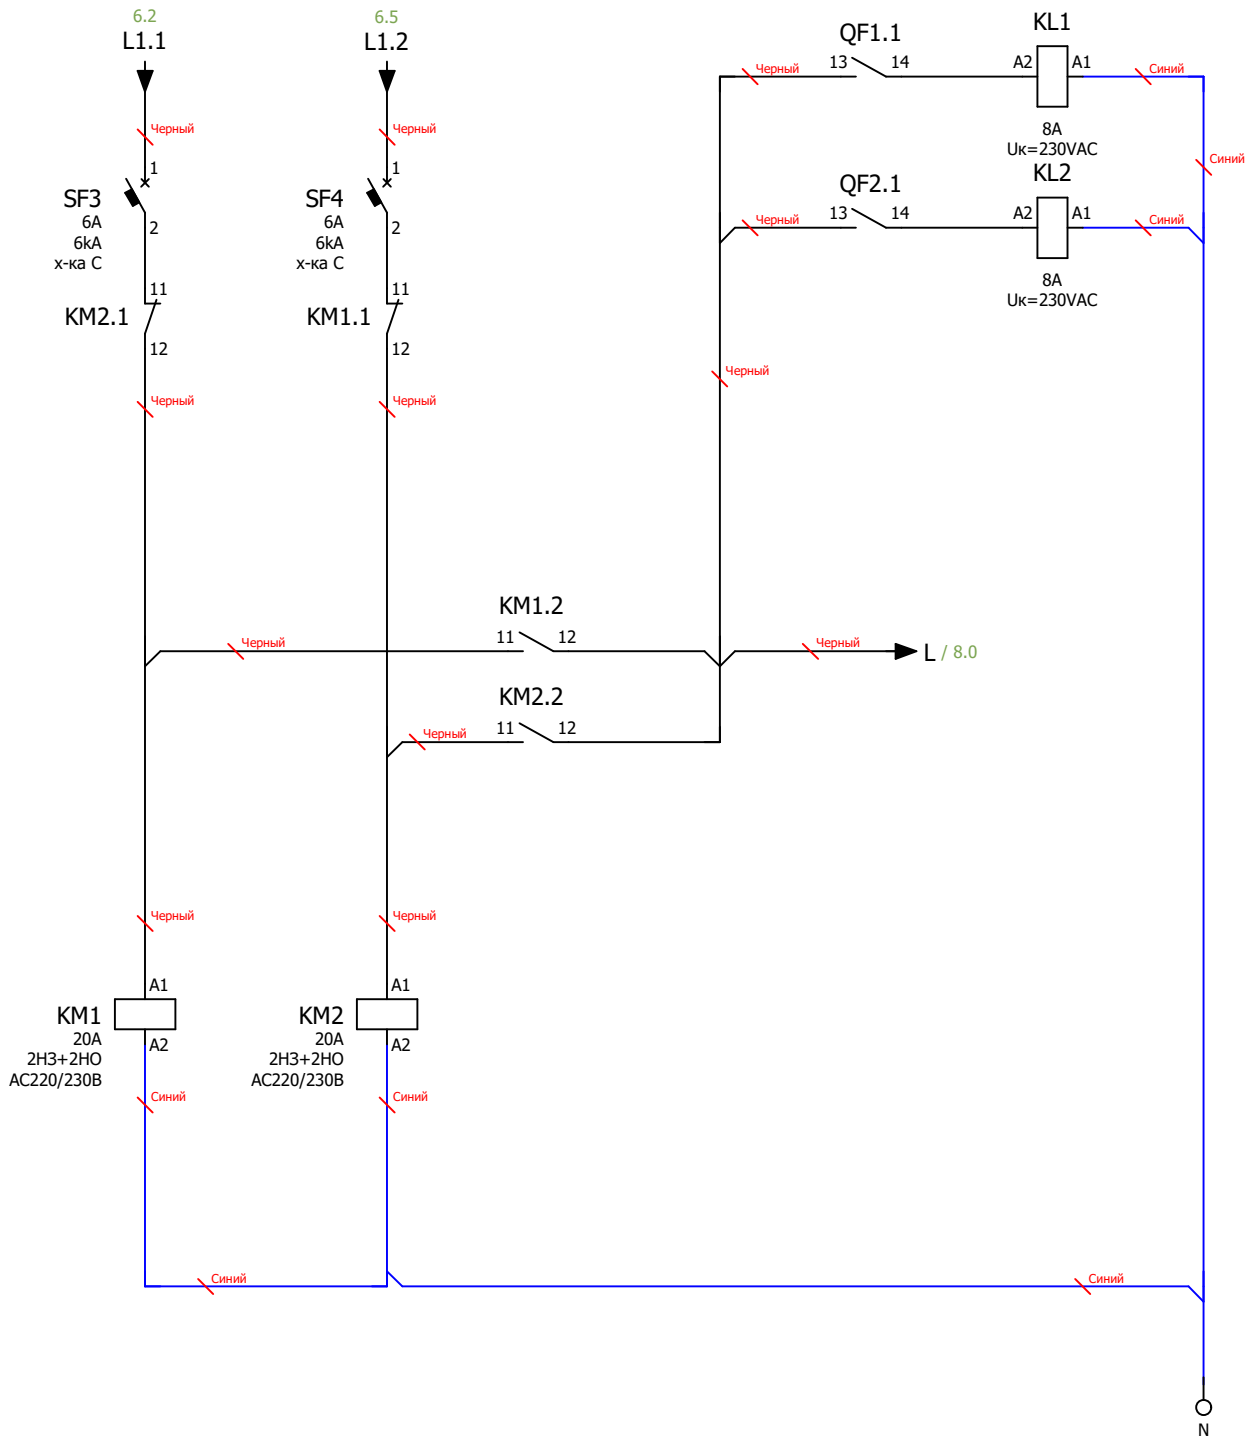 6.2
L1.1
6.5
L1.2
QF1.1
13
14
KL1
A2
A1
8A
Uк=230VAC
Черный
Синий
Синий
Черный
Черный
SF3
6A
6kA
х-ка С
1
2
SF4
6A
6kA
х-ка С
1
2
QF2.1
13
14
KL2
A2
A1
8A
Uк=230VAC
Черный
Синий
KM2.1
11
12
KM1.1
11
12
Черный
Черный
Черный
KM1.2
11
12
Черный
Черный
L / 8.0
KM2.2
11
12
Черный
Черный
Черный
KM1
20A
2НЗ+2НО
AC220/230В
A1
A2
KM2
20A
2НЗ+2НО
AC220/230В
A1
A2
Синий
Синий
Синий
Синий
N